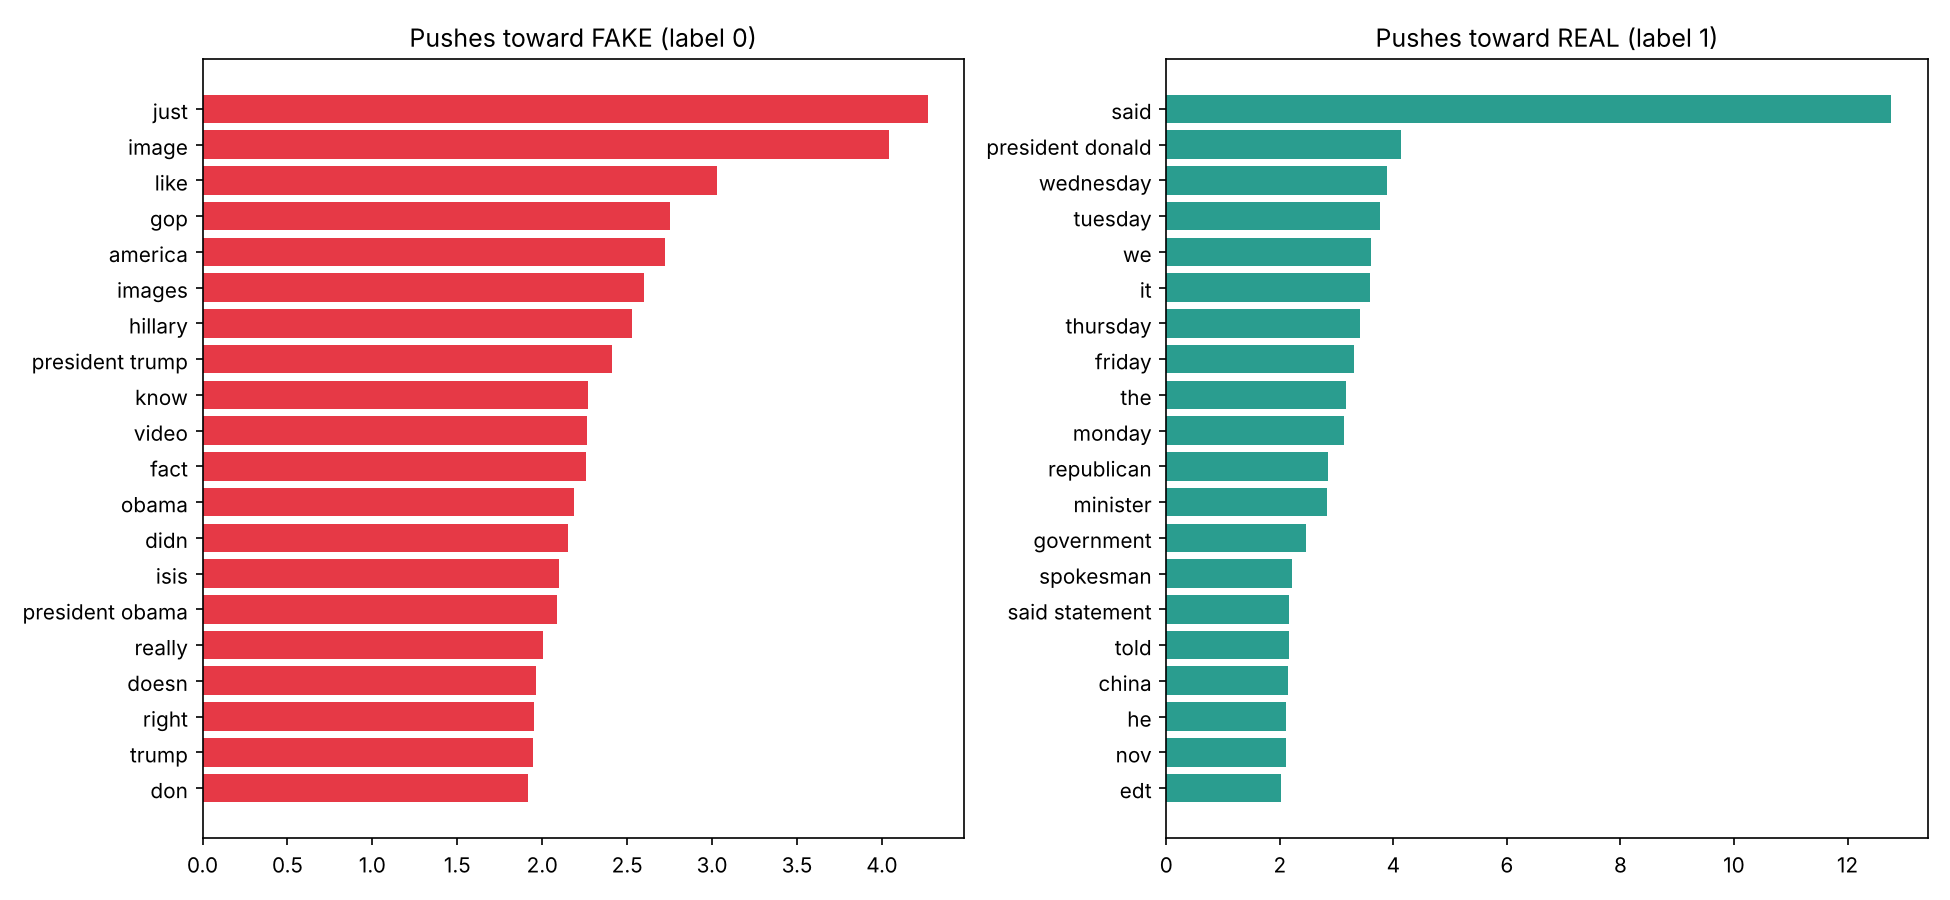 Pushes toward FAKE (label 0)
just
image
like
gop
america
images
hillary
president trump
know
video
fact
obama
didn
isis
president obama
really
doesn
right
trump
don
0.0 0.5 1.0 1.5 2.0 2.5 3.0 3.5 4.0
Pushes toward REAL (label 1)
said
president donald
wednesday
tuesday
we
it
thursday
friday
the
monday
republican
minister
government
spokesman
said statement
told
china
he
nov
edt
0 2 4 6 8 10 12